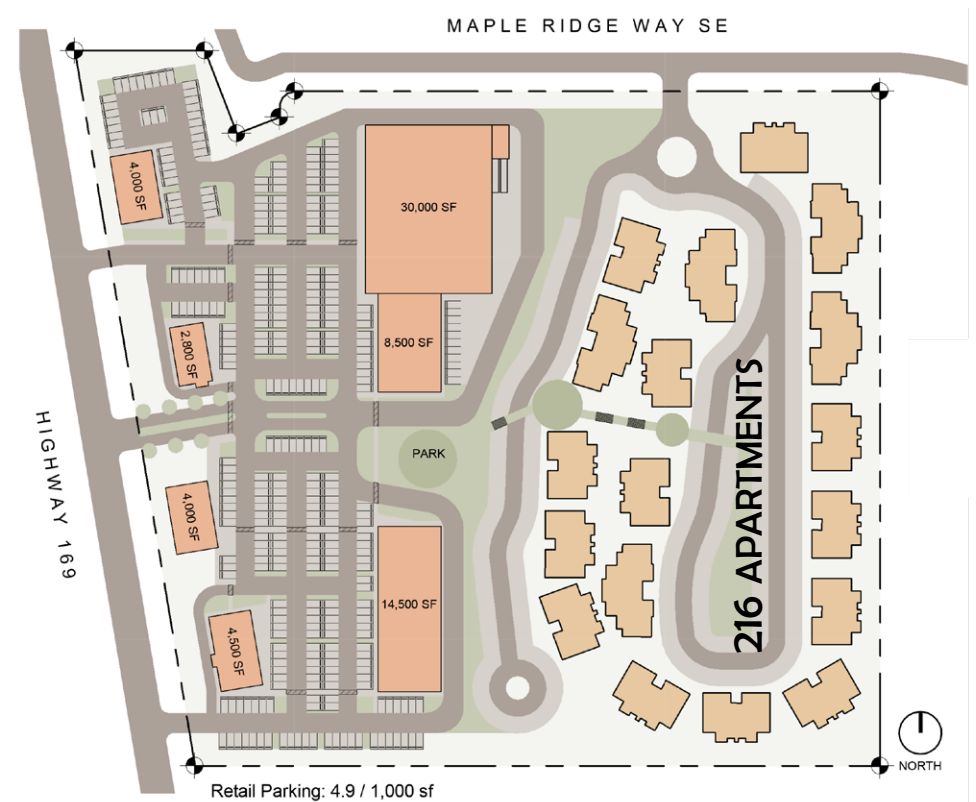 MAPLE RIDGE WAY SE
4,000 SF
30,000 SF
2,800 SF
8,500 SF
HIGHWAY 169
PARK
216 APARTMENTS
4,000 SF
14,500 SF
4,500 SF
NORTH
Retail Parking: 4.9 / 1,000 sf